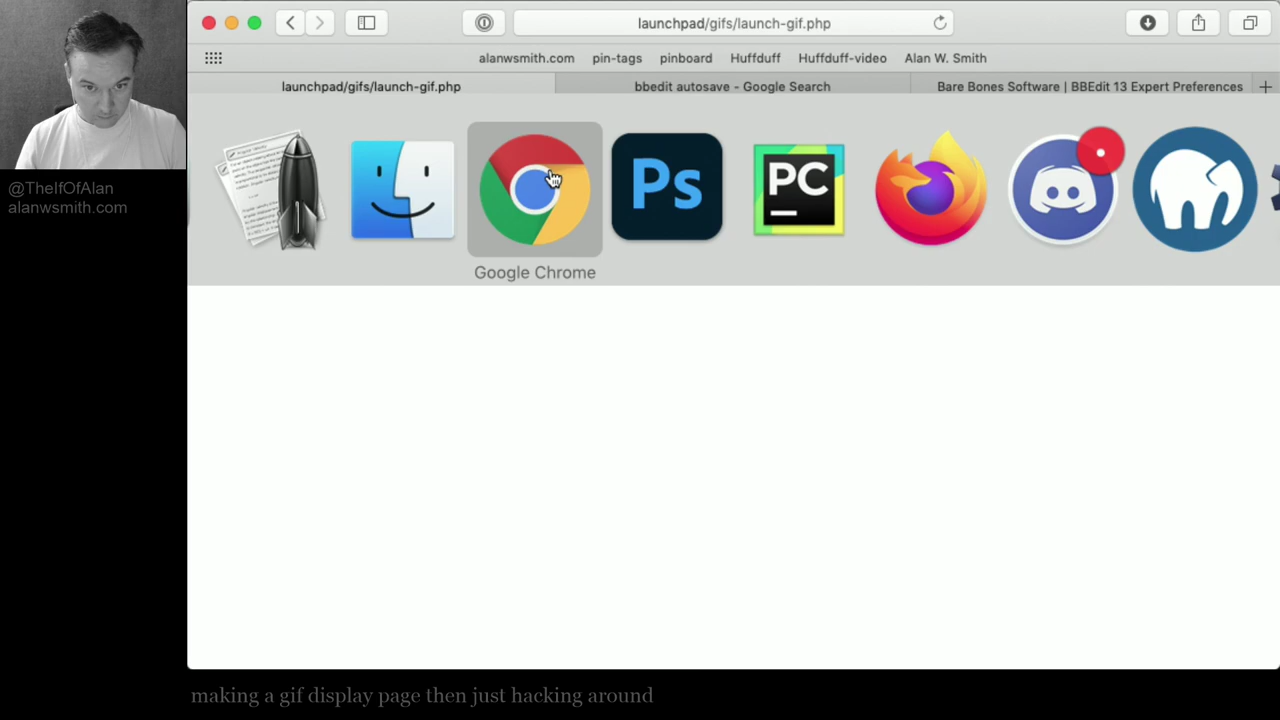 @TheIfOfAlan
alanwsmith.com
launchpad/gifs/launch-gif.php
alanwsmith.com pin-tags pinboard Huffduff Huffduff-video Alan W. Smith
launchpad/gifs/launch-gif.php bbedit autosave - Google Search Bare Bones Software | BBEdit 13 Expert Preferences
Ps
PC
Google Chrome
making a gif display page then just hacking around